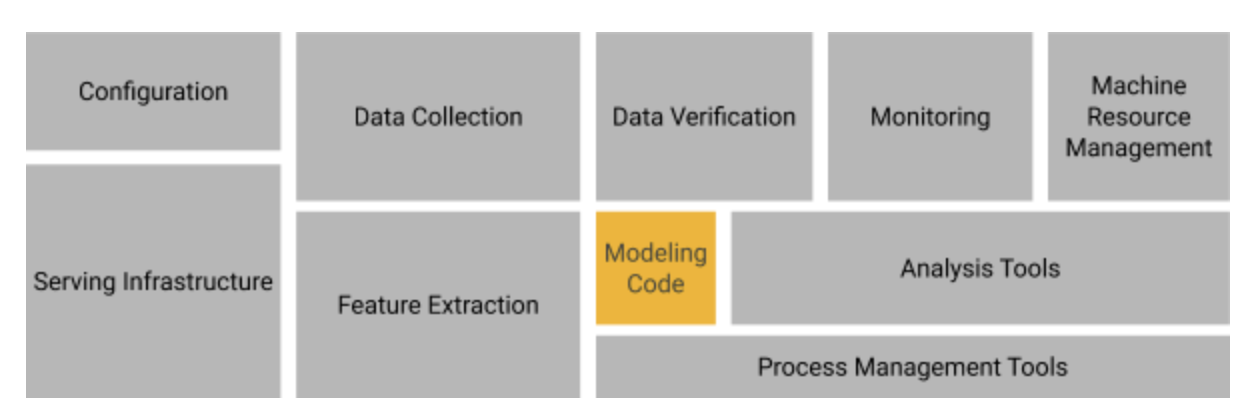 Configuration
Data Collection
Data Verification
Monitoring
Machine
Resource
Management
Serving Infrastructure
Feature Extraction
Modeling
Code
Analysis Tools
Process Management Tools